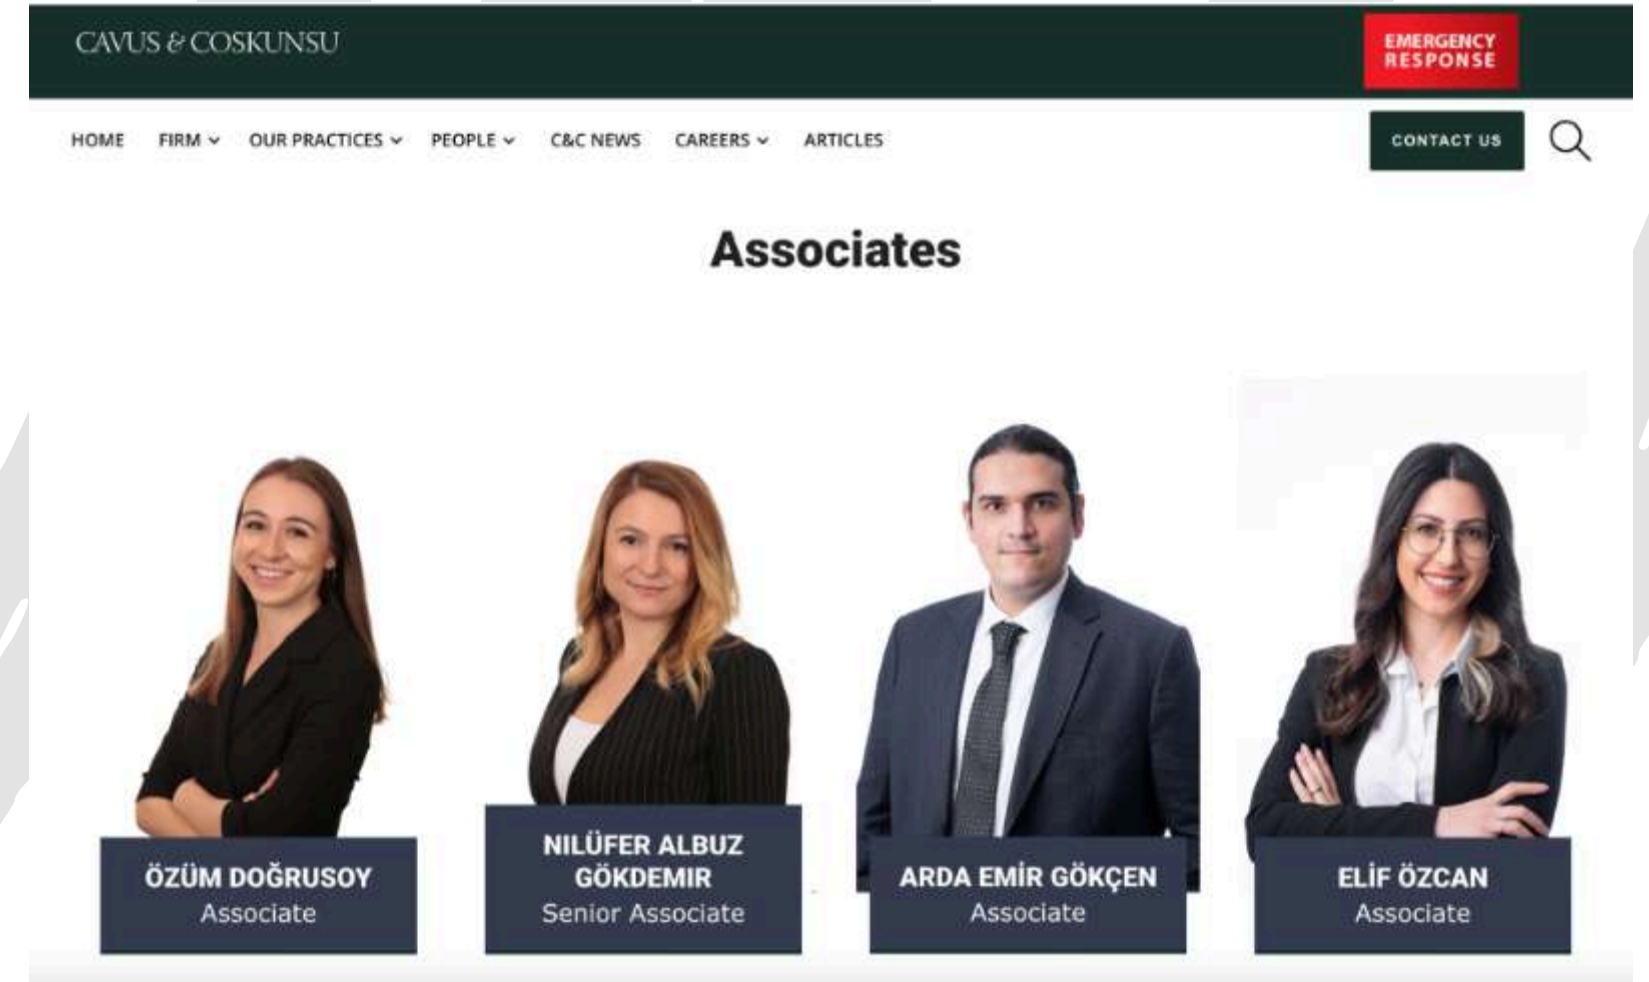 CAVUS & COSKUNSU
EMERGENCY
RESPONSE
HOME FIRM OUR PRACTICES PEOPLE C&C NEWS CAREERS ARTICLES
CONTACT US
Associates
ÖZÜM DOĞRUSOY
Associate
NILÜFER ALBUZ
GÖKDEMIR
Senior Associate
ARDA EMİR GÖKÇEN
Associate
ELİF ÖZCAN
Associate